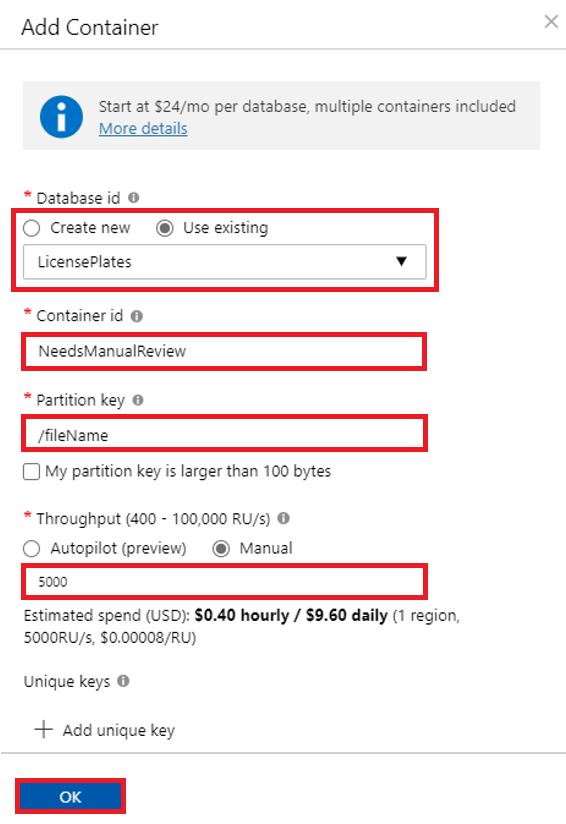 Add Container
Start at $24/mo per database, multiple containers included
More details
* Database id
Create new Use existing
LicensePlates
* Container id
NeedsManualReview
* Partition key
/fileName
My partition key is larger than 100 bytes
* Throughput (400 - 100,000 RU/s)
Autopilot (preview) Manual
5000
Estimated spend (USD): $0.40 hourly / $9.60 daily (1 region,
5000RU/s, $0.00008/RU)
Unique keys
Add unique key
OK